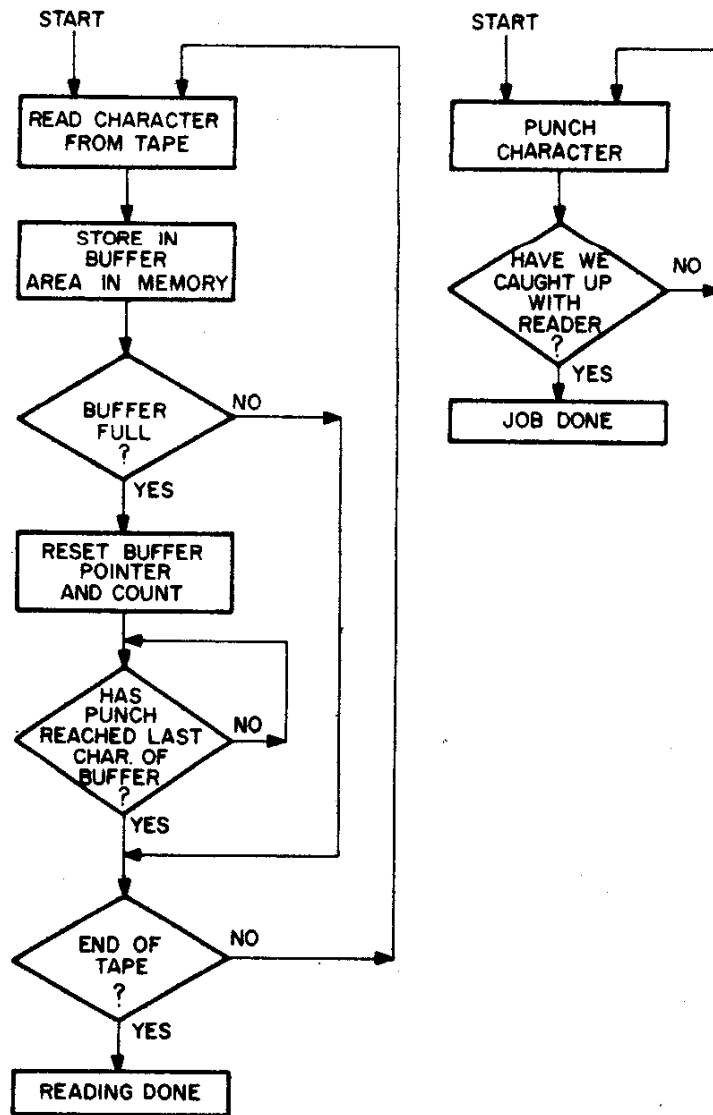 START
READ CHARACTER
FROM TAPE
STORE IN
BUFFER
AREA IN MEMORY
BUFFER
FULL
?
NO
YES
RESET BUFFER
POINTER
AND COUNT
HAS
PUNCH
REACHED LAST
CHAR. OF
BUFFER
?
NO
YES
END OF
TAPE
?
NO
YES
READING DONE
START
PUNCH
CHARACTER
HAVE WE
CAUGHT UP
WITH
READER
?
NO
YES
JOB DONE